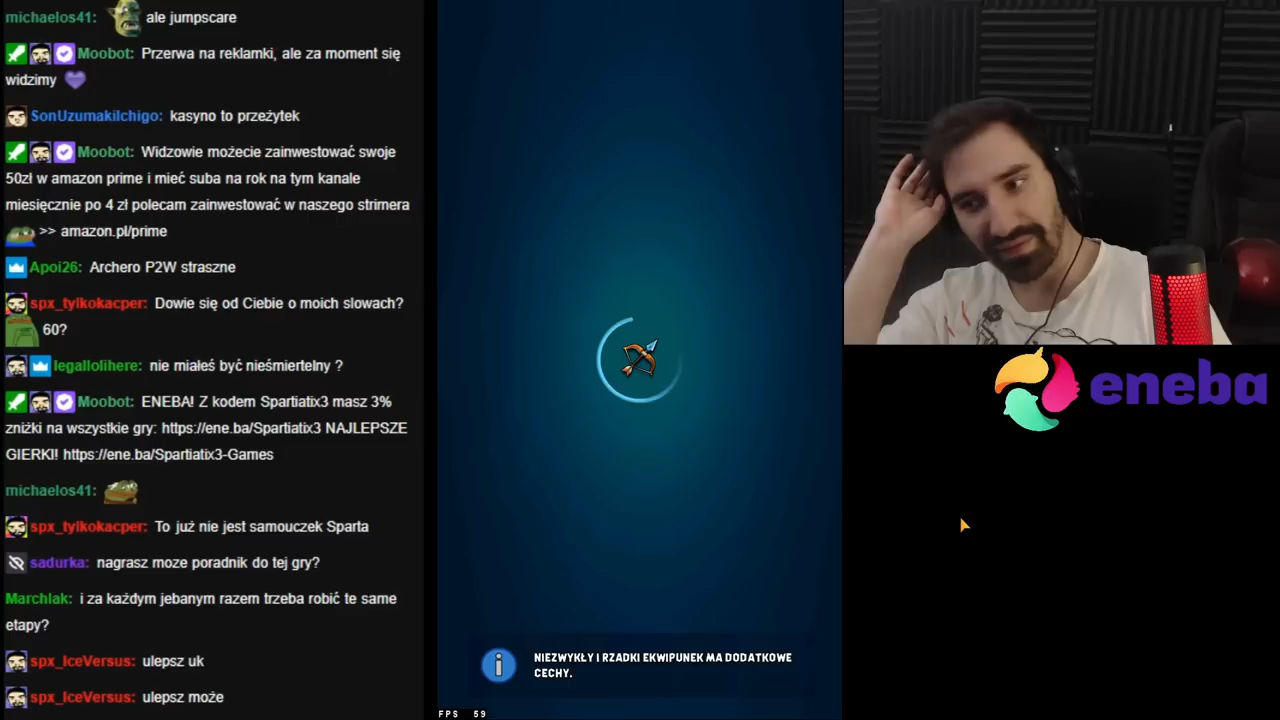 michaelos41: ale jumpscare
Moobot: Przerwa na reklamki, ale za moment się
widzimy
SonUzumakiIchigo: kasyno to przeżytek
Moobot: Widzowie możecie zainwestować swoje
50zł w amazon prime i mieć suba na rok na tym kanale
miesięcznie po 4 zł polecam zainwestować w naszego strimera
>> amazon.pl/prime
Apoi26: Archero P2W straszne
spx_tylkokacper: Dowie się od Ciebie o moich slowach?
60?
legallolihere: nie miałeś być nieśmiertelny ?
Moobot: ENEBA! Z kodem Spartiatix3 masz 3%
zniżki na wszystkie gry: https://ene.ba/Spartiatix3 NAJLEPSZE
GIERKI! https://ene.ba/Spartiatix3-Games
michaelos41:
spx_tylkokacper: To już nie jest samouczek Sparta
sadurka: nagrasz moze poradnik do tej gry?
Marchlak: i za każdym jebanym razem trzeba robić te same
etapy?
spx_IceVersus: ulepsz uk
spx_IceVersus: ulepsz może
NIEZWYKŁY I RZADKI EKWIPUNEK MA DODATKOWE
CECHY.
FPS 59
eneba